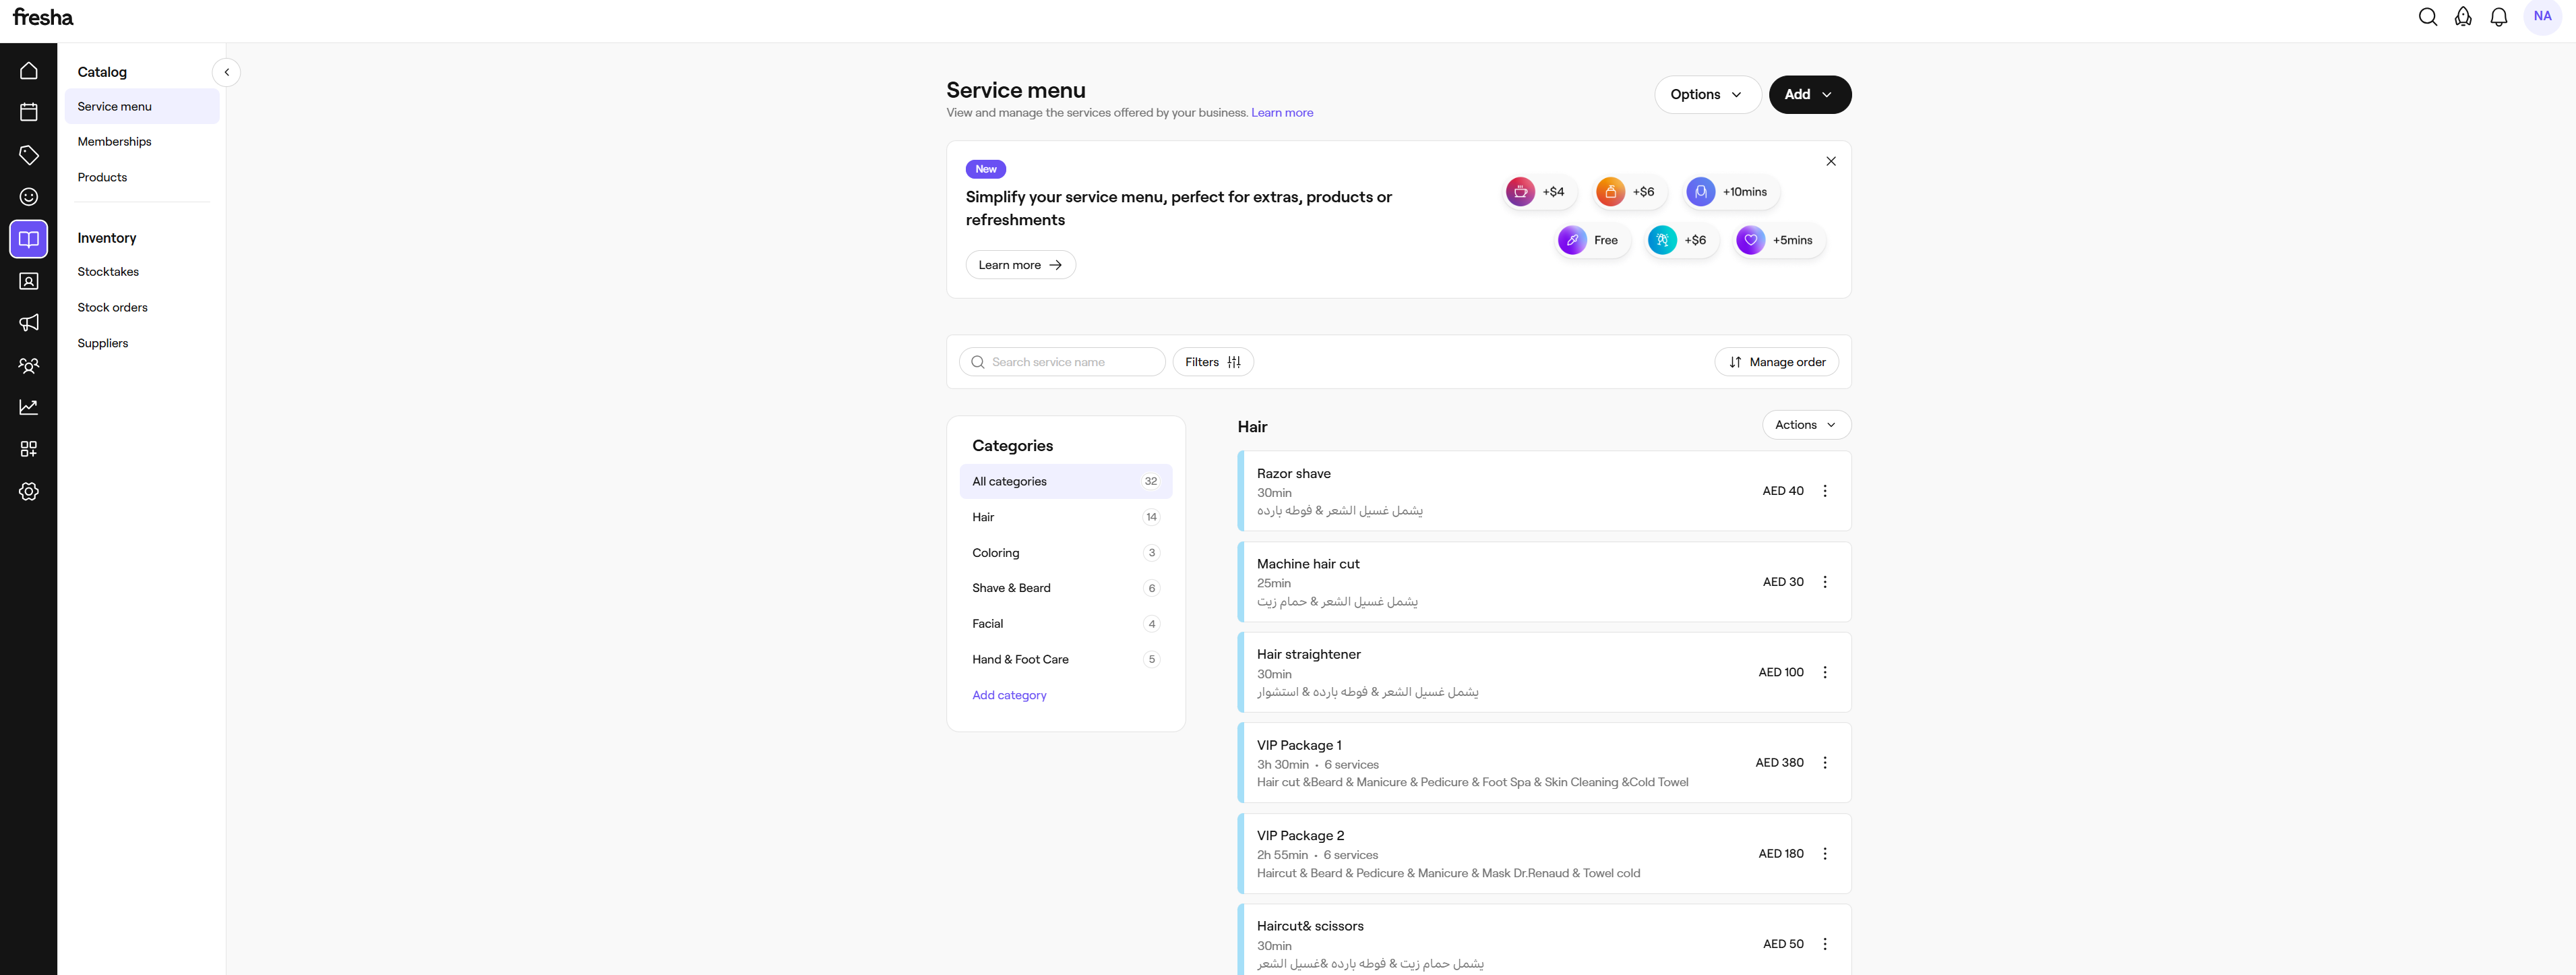 fresha
NA
Catalog
Service menu
Memberships
Products
Inventory
Stocktakes
Stock orders
Suppliers
Service menu
View and manage the services offered by your business. Learn more
Options
Add
New
Simplify your service menu, perfect for extras, products or
refreshments
Learn more
+$4
+$6
+10mins
Free
+$6
+5mins
Search service name
Filters
Manage order
Categories
All categories 32
Hair 14
Coloring 3
Shave & Beard 6
Facial 4
Hand & Foot Care 5
Add category
Hair
Actions
Razor shave
30min
يشمل غسيل الشعر & فوطه بارده
AED 40
Machine hair cut
25min
يشمل غسيل الشعر & حمام زيت
AED 30
Hair straightener
30min
يشمل غسيل الشعر & فوطه بارده & استشوار
AED 100
VIP Package 1
3h 30min • 6 services
Hair cut &Beard & Manicure & Pedicure & Foot Spa & Skin Cleaning &Cold Towel
AED 380
VIP Package 2
2h 55min • 6 services
Haircut & Beard & Pedicure & Manicure & Mask Dr.Renaud & Towel cold
AED 180
Haircut& scissors
30min
يشمل حمام زيت & فوطه بارده &غسيل الشعر
AED 50